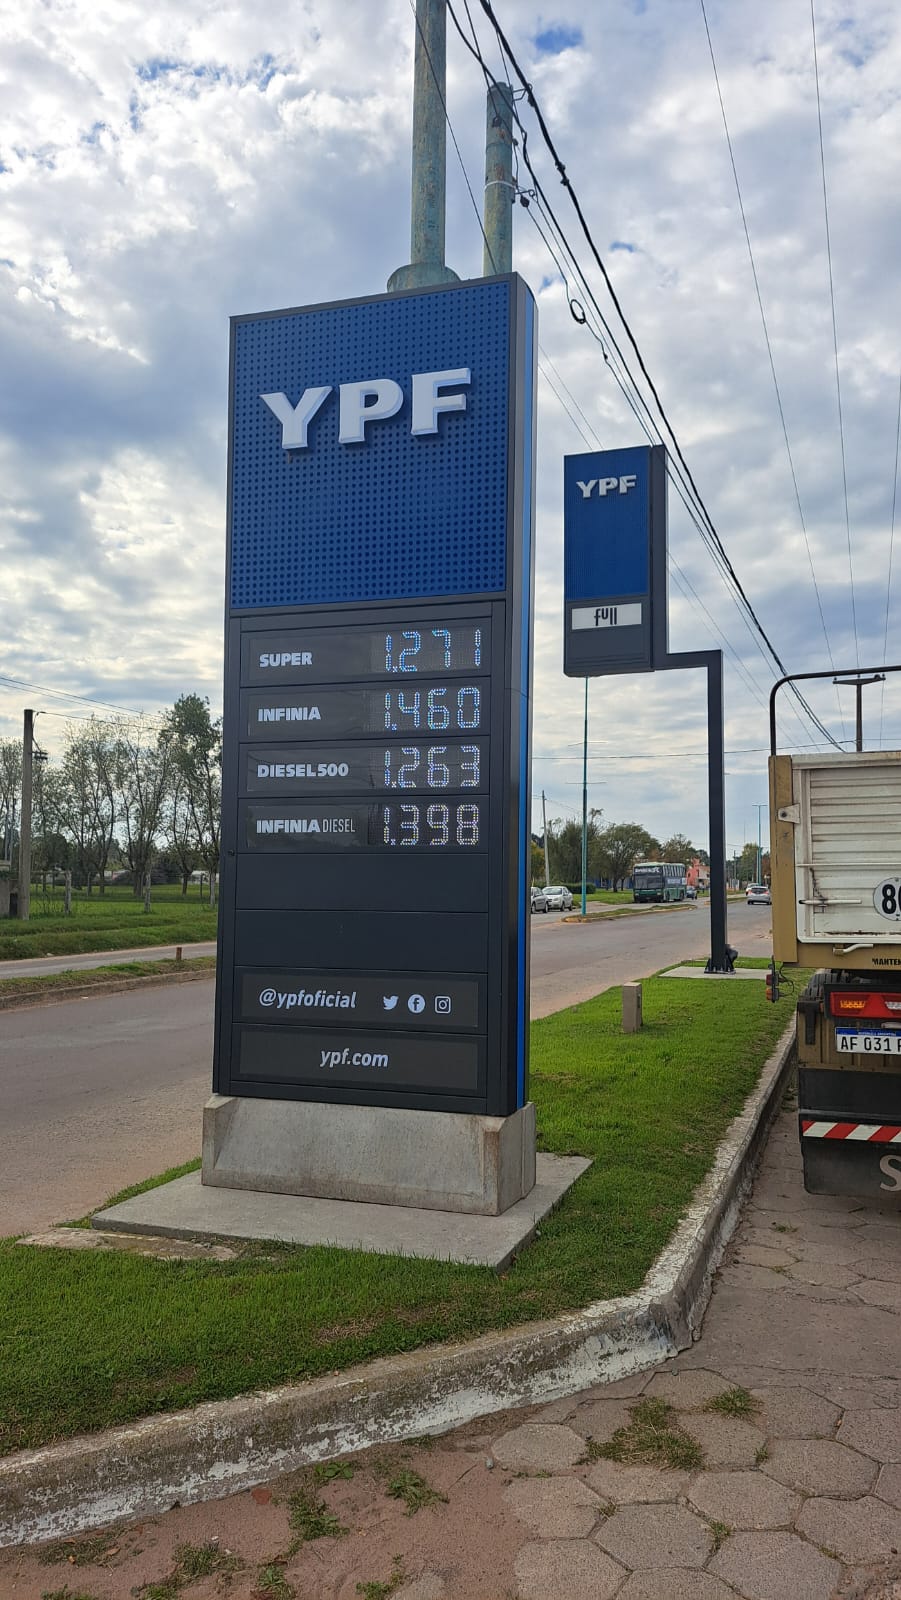 YPF
SUPER 1.271
INFINIA 1.460
DIESEL500 1.263
INFINIA DIESEL 1.398
@ypfoficial
ypf.com
YPF
full
AF 031